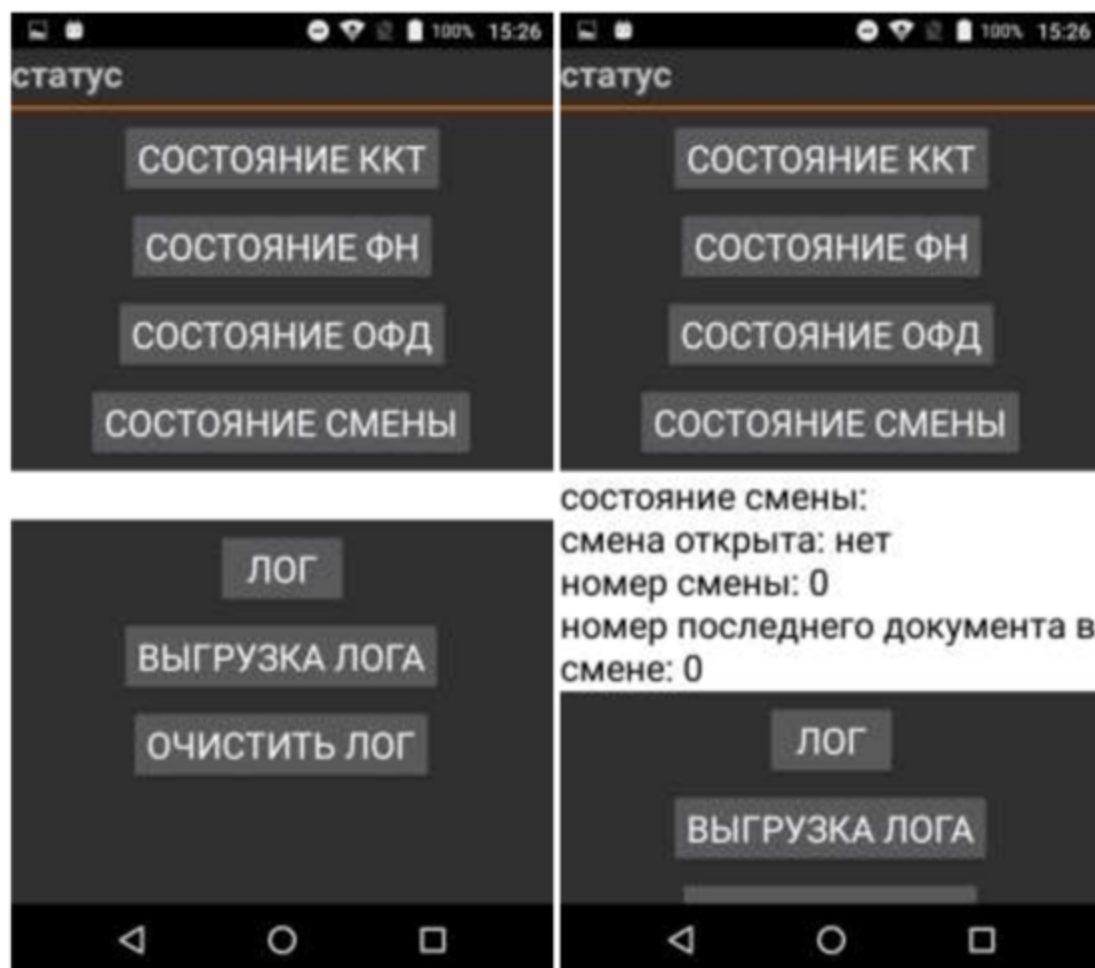 100% 15:26
статус
СОСТОЯНИЕ ККТ
СОСТОЯНИЕ ФН
СОСТОЯНИЕ ОФД
СОСТОЯНИЕ СМЕНЫ
ЛОГ
ВЫГРУЗКА ЛОГА
ОЧИСТИТЬ ЛОГ
100% 15:26
статус
СОСТОЯНИЕ ККТ
СОСТОЯНИЕ ФН
СОСТОЯНИЕ ОФД
СОСТОЯНИЕ СМЕНЫ
состояние смены:
смена открыта: нет
номер смены: 0
номер последнего документа в
смене: 0
ЛОГ
ВЫГРУЗКА ЛОГА